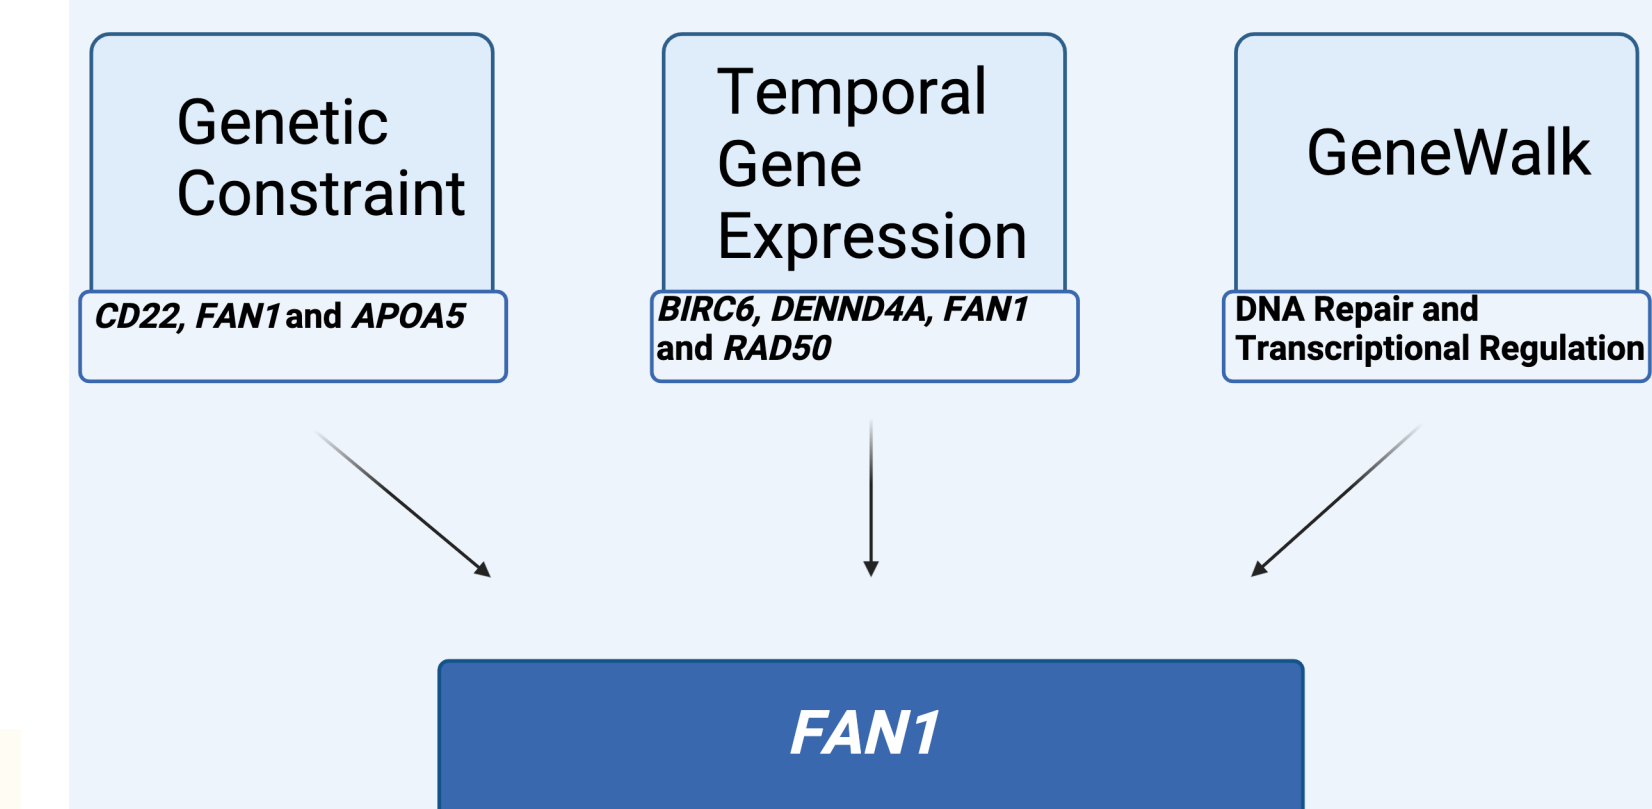 Genetic
Constraint
CD22, FAN1 and APOA5
Temporal
Gene
Expression
BIRC6, DENND4A, FAN1
and RAD50
GeneWalk
DNA Repair and
Transcriptional Regulation
FAN1